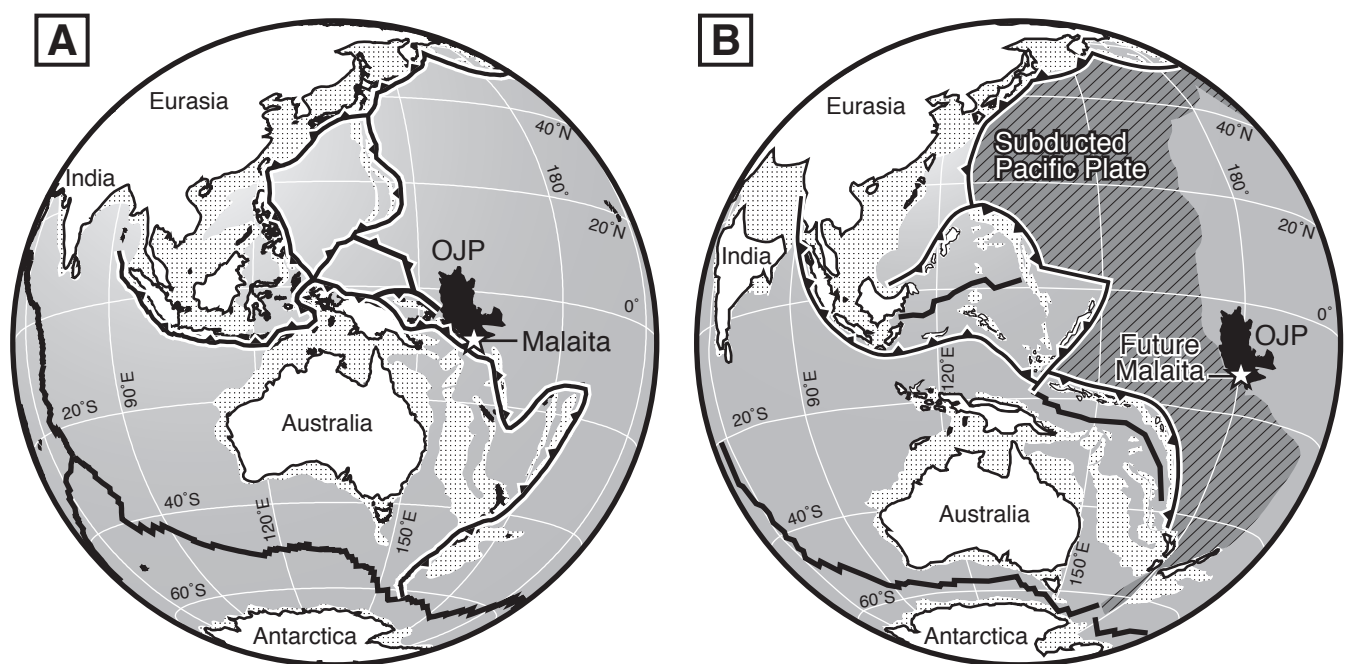 A
Eurasia
India
40˚N
180˚
20˚N
OJP
0˚
Malaita
90˚E
20˚S
Australia
40˚S
120˚E
150˚E
60˚S
Antarctica
B
Eurasia
Subducted
Pacific Plate
40˚N
180˚
20˚N
India
0˚
OJP
Future
Malaita
120˚E
90˚E
20˚S
Australia
40˚S
150˚E
60˚S
Antarctica